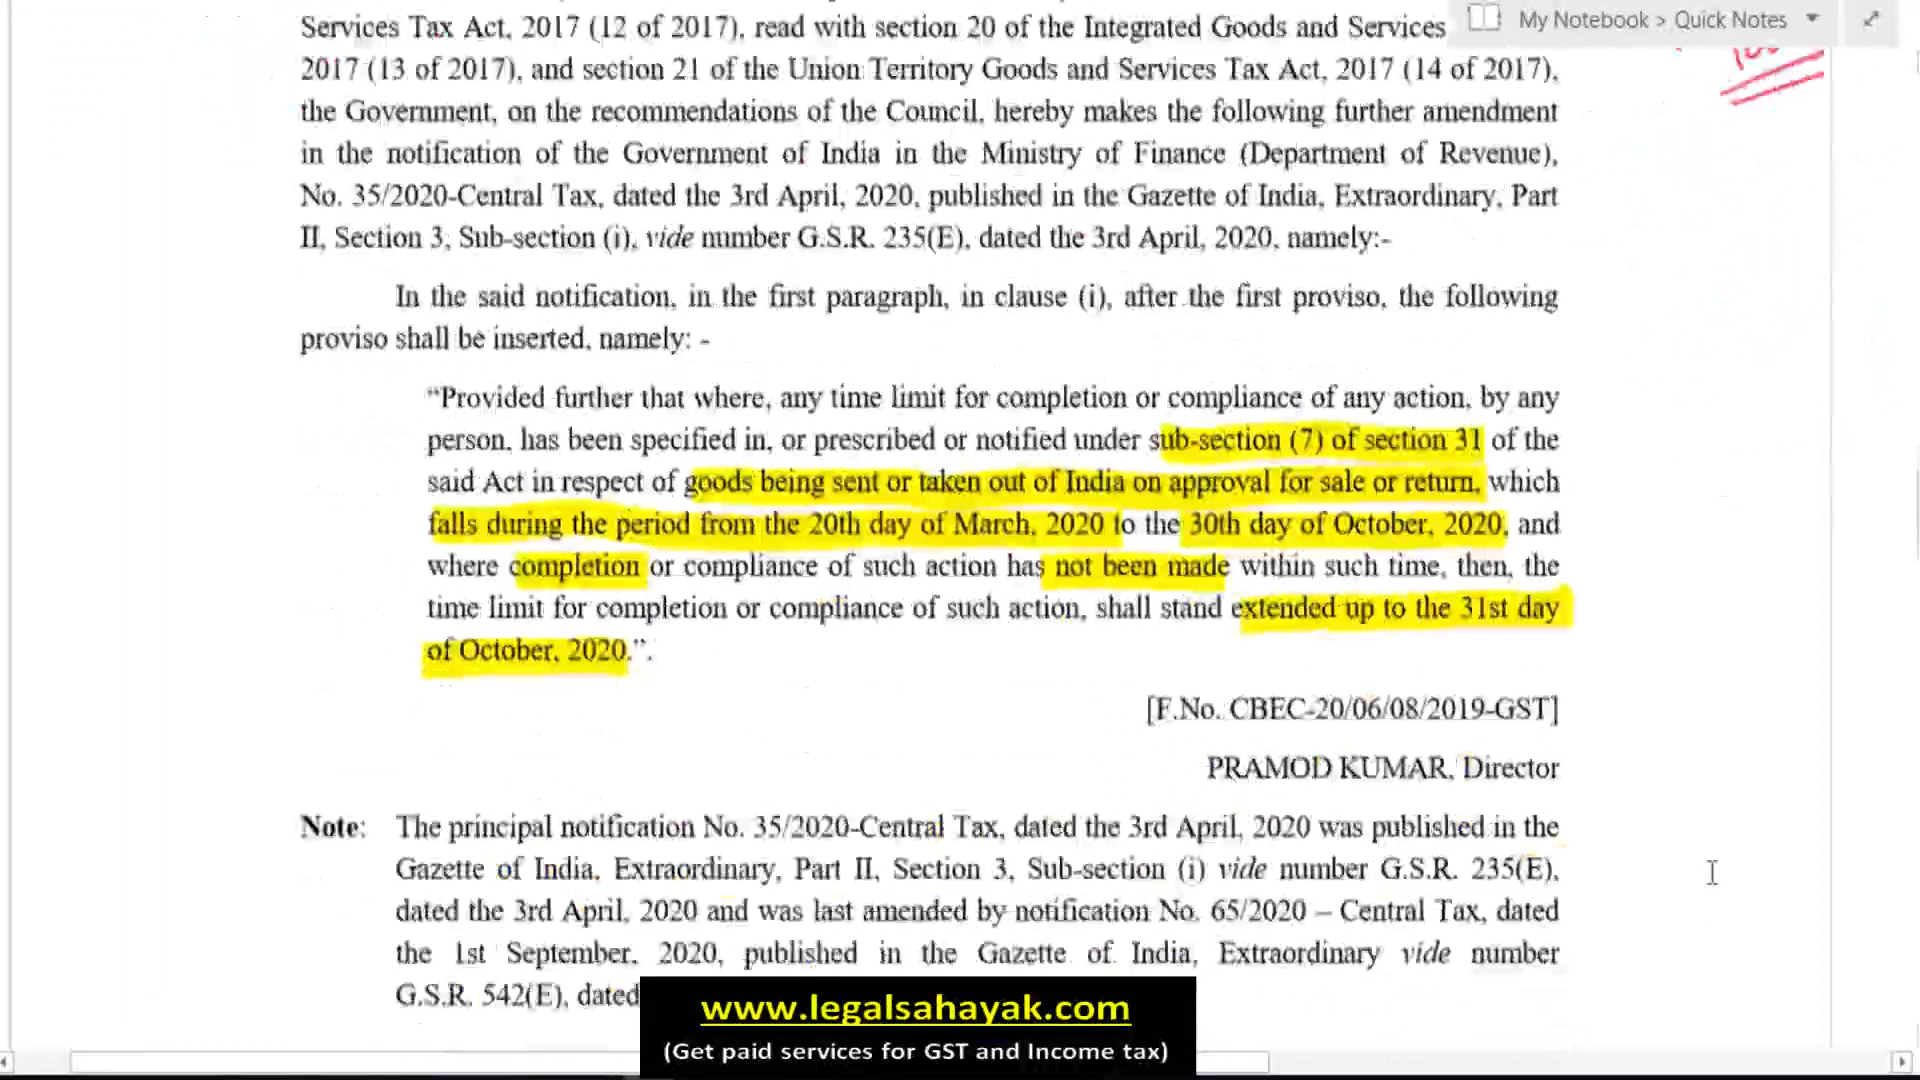 Services Tax Act, 2017 (12 of 2017), read with section 20 of the Integrated Goods and Services
My Notebook > Quick Notes
2017 (13 of 2017), and section 21 of the Union Territory Goods and Services Tax Act, 2017 (14 of 2017),
the Government, on the recommendations of the Council, hereby makes the following further amendment
in the notification of the Government of India in the Ministry of Finance (Department of Revenue),
No. 35/2020-Central Tax, dated the 3rd April, 2020, published in the Gazette of India, Extraordinary, Part
II, Section 3, Sub-section (i), vide number G.S.R. 235(E), dated the 3rd April, 2020, namely:-
In the said notification, in the first paragraph, in clause (i), after the first proviso, the following
proviso shall be inserted, namely: -
“Provided further that where, any time limit for completion or compliance of any action, by any
person, has been specified in, or prescribed or notified under sub-section (7) of section 31 of the
said Act in respect of goods being sent or taken out of India on approval for sale or return, which
falls during the period from the 20th day of March, 2020 to the 30th day of October, 2020, and
where completion or compliance of such action has not been made within such time, then, the
time limit for completion or compliance of such action, shall stand extended up to the 31st day
of October, 2020.”.
[F.No. CBEC-20/06/08/2019-GST]
PRAMOD KUMAR, Director
Note: The principal notification No. 35/2020-Central Tax, dated the 3rd April, 2020 was published in the
Gazette of India, Extraordinary, Part II, Section 3, Sub-section (i) vide number G.S.R. 235(E),
dated the 3rd April, 2020 and was last amended by notification No. 65/2020 – Central Tax, dated
the 1st September, 2020, published in the Gazette of India, Extraordinary vide number
G.S.R. 542(E), dated
www.legalsahayak.com
(Get paid services for GST and Income tax)